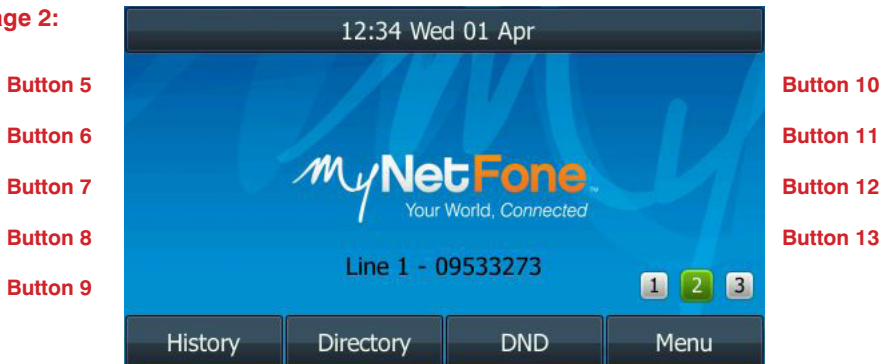 age 2:
12:34 Wed 01 Apr
Button 5
Button 10
Button 6
Button 11
MyNetFone
Button 7
Button 12
Your World, Connected
Button 8
Button 13
Line 1 - 09533273
Button 9
1 2 3
History Directory DND Menu